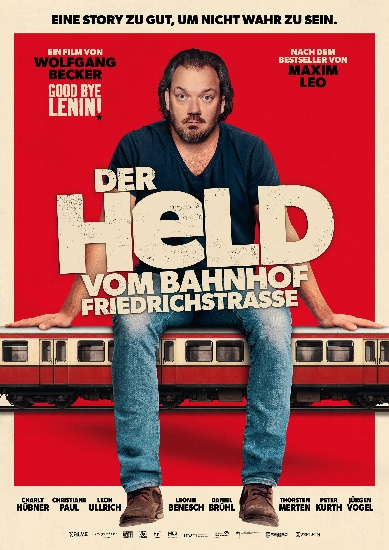 EINE STORY ZU GUT, UM NICHT WAHR ZU SEIN.
EIN FILM VON
WOLFGANG
BECKER
GOOD BYE
LENIN!
NACH DEM
BESTSELLER VON
MAXIM
LEO
DER
HELD
VOM BAHNHOF
FRIEDRICHSTRASSE
CHARLY HÜBNER
CHRISTIANE PAUL
LEON ULLRICH
LEONIE BENESCH
DANIEL BRÜHL
THORSTEN MERTEN
PETER KURTH
JÜRGEN VOGEL